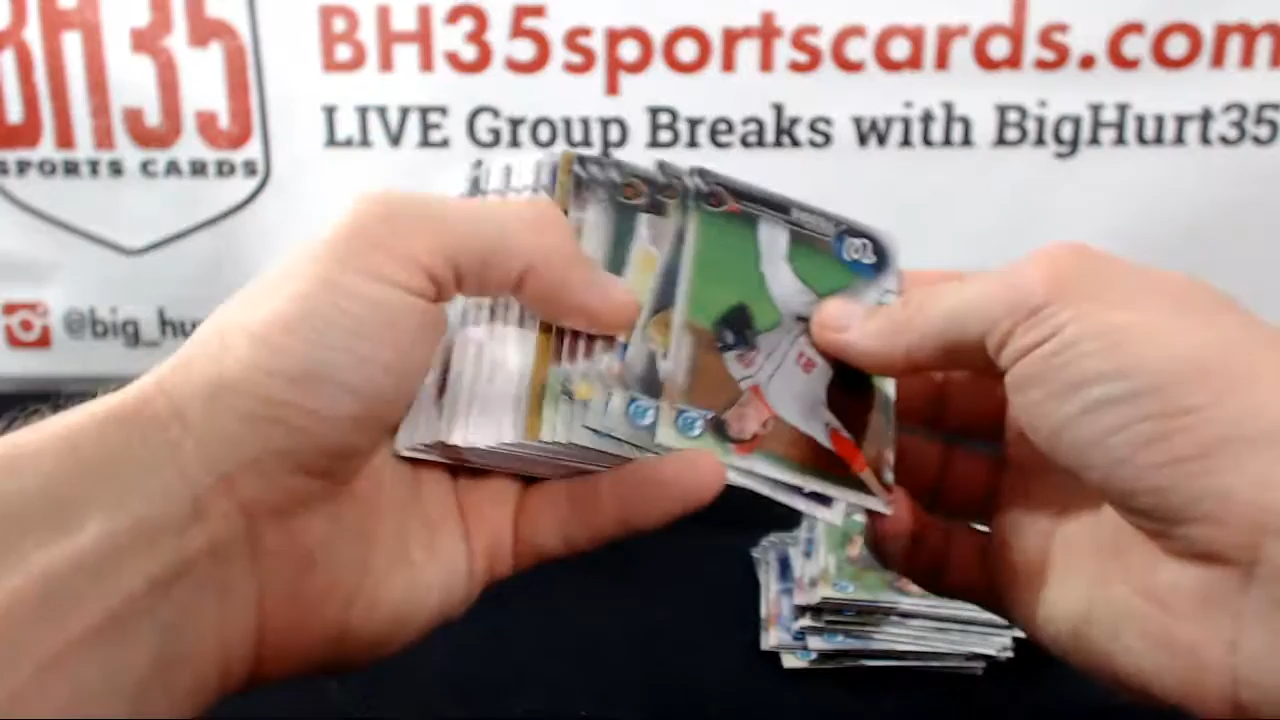 BH35
SPORTS CARDS
BH35sportscards.com
LIVE Group Breaks with BigHurt35
@big_hu